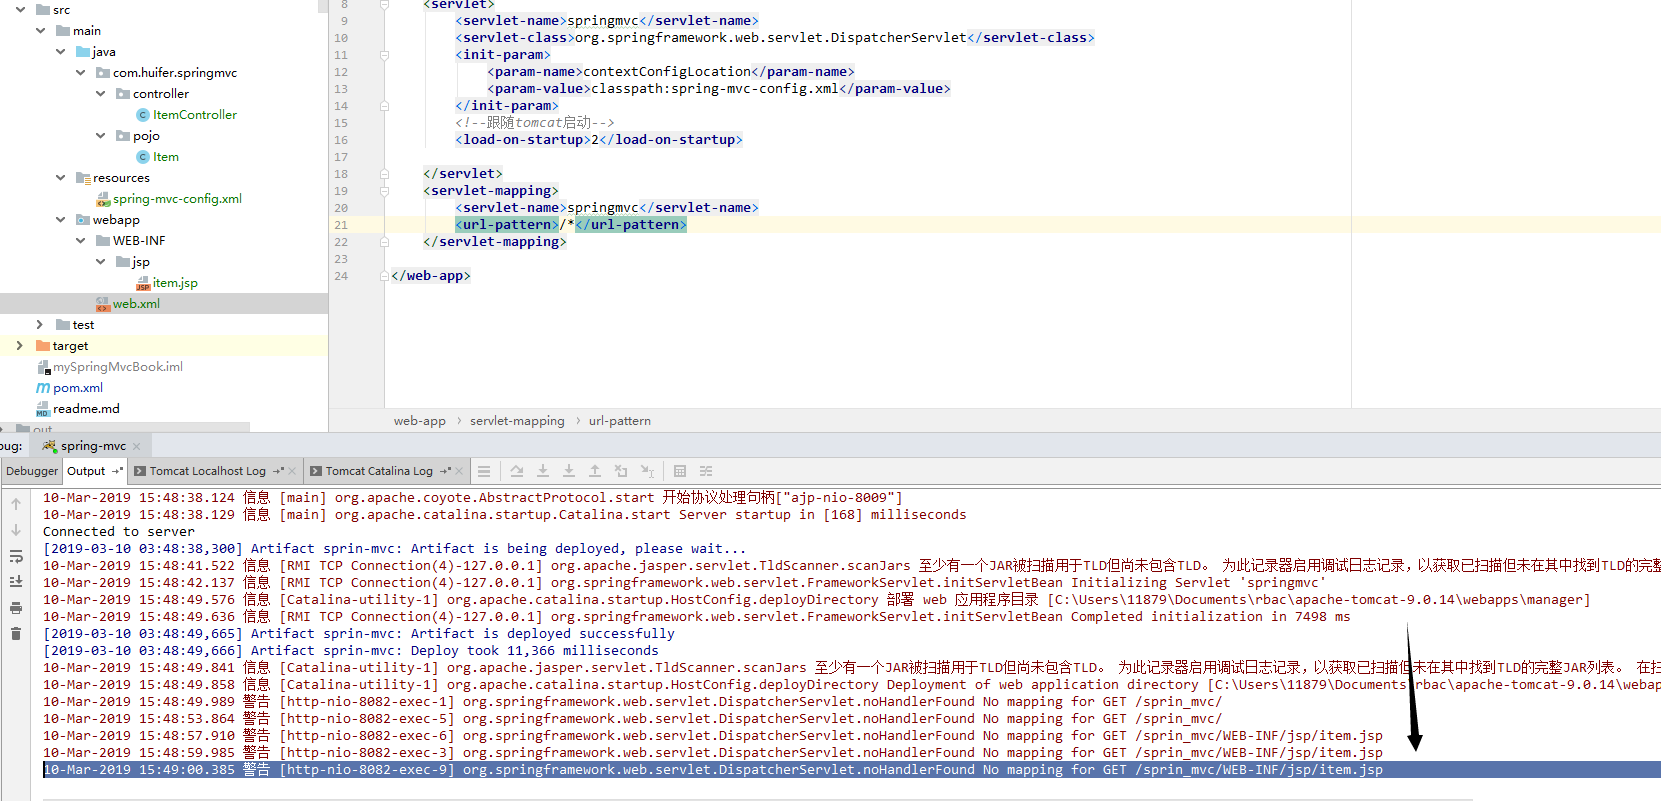 src
main
java
com.huifer.springmvc
controller
ItemController
pojo
Item
resources
spring-mvc-config.xml
webapp
WEB-INF
jsp
item.jsp
web.xml
test
target
mySpringMvcBook.iml
pom.xml
readme.md
out
8 <servlet>
9 <servlet-name>springmvc</servlet-name>
10 <servlet-class>org.springframework.web.servlet.DispatcherServlet</servlet-class>
11 <init-param>
12 <param-name>contextConfigLocation</param-name>
13 <param-value>classpath:spring-mvc-config.xml</param-value>
14 </init-param>
15 <!--跟随tomcat启动-->
16 <load-on-startup>2</load-on-startup>
17
18 </servlet>
19 <servlet-mapping>
20 <servlet-name>springmvc</servlet-name>
21 <url-pattern>/*</url-pattern>
22 </servlet-mapping>
23
24 </web-app>
web-app › servlet-mapping › url-pattern
bug: spring-mvc
Debugger Output Tomcat Localhost Log Tomcat Catalina Log
10-Mar-2019 15:48:38.124 信息 [main] org.apache.coyote.AbstractProtocol.start 开始协议处理句柄["ajp-nio-8009"]
10-Mar-2019 15:48:38.129 信息 [main] org.apache.catalina.startup.Catalina.start Server startup in [168] milliseconds
Connected to server
[2019-03-10 03:48:38,300] Artifact sprin-mvc: Artifact is being deployed, please wait...
10-Mar-2019 15:48:41.522 信息 [RMI TCP Connection(4)-127.0.0.1] org.apache.jasper.servlet.TldScanner.scanJars 至少有一个JAR被扫描用于TLD但尚未包含TLD。 为此记录器启用调试日志记录，以获取已扫描但未在其中找到TLD的完整
10-Mar-2019 15:48:42.137 信息 [RMI TCP Connection(4)-127.0.0.1] org.springframework.web.servlet.FrameworkServlet.initServletBean Initializing Servlet 'springmvc'
10-Mar-2019 15:48:49.576 信息 [Catalina-utility-1] org.apache.catalina.startup.HostConfig.deployDirectory 部署 web 应用程序目录 [C:\Users\11879\Documents\rbac\apache-tomcat-9.0.14\webapps\manager]
10-Mar-2019 15:48:49.636 信息 [RMI TCP Connection(4)-127.0.0.1] org.springframework.web.servlet.FrameworkServlet.initServletBean Completed initialization in 7498 ms
[2019-03-10 03:48:49,665] Artifact sprin-mvc: Artifact is deployed successfully
[2019-03-10 03:48:49,666] Artifact sprin-mvc: Deploy took 11,366 milliseconds
10-Mar-2019 15:48:49.841 信息 [Catalina-utility-1] org.apache.jasper.servlet.TldScanner.scanJars 至少有一个JAR被扫描用于TLD但尚未包含TLD。 为此记录器启用调试日志记录，以获取已扫描但未在其中找到TLD的完整JAR列表。 在扫
10-Mar-2019 15:48:49.858 信息 [Catalina-utility-1] org.apache.catalina.startup.HostConfig.deployDirectory Deployment of web application directory [C:\Users\11879\Documents\rbac\apache-tomcat-9.0.14\webapp
10-Mar-2019 15:48:49.989 警告 [http-nio-8082-exec-1] org.springframework.web.servlet.DispatcherServlet.noHandlerFound No mapping for GET /sprin_mvc/
10-Mar-2019 15:48:53.864 警告 [http-nio-8082-exec-5] org.springframework.web.servlet.DispatcherServlet.noHandlerFound No mapping for GET /sprin_mvc/
10-Mar-2019 15:48:57.910 警告 [http-nio-8082-exec-6] org.springframework.web.servlet.DispatcherServlet.noHandlerFound No mapping for GET /sprin_mvc/WEB-INF/jsp/item.jsp
10-Mar-2019 15:48:59.985 警告 [http-nio-8082-exec-3] org.springframework.web.servlet.DispatcherServlet.noHandlerFound No mapping for GET /sprin_mvc/WEB-INF/jsp/item.jsp
10-Mar-2019 15:49:00.385 警告 [http-nio-8082-exec-9] org.springframework.web.servlet.DispatcherServlet.noHandlerFound No mapping for GET /sprin_mvc/WEB-INF/jsp/item.jsp